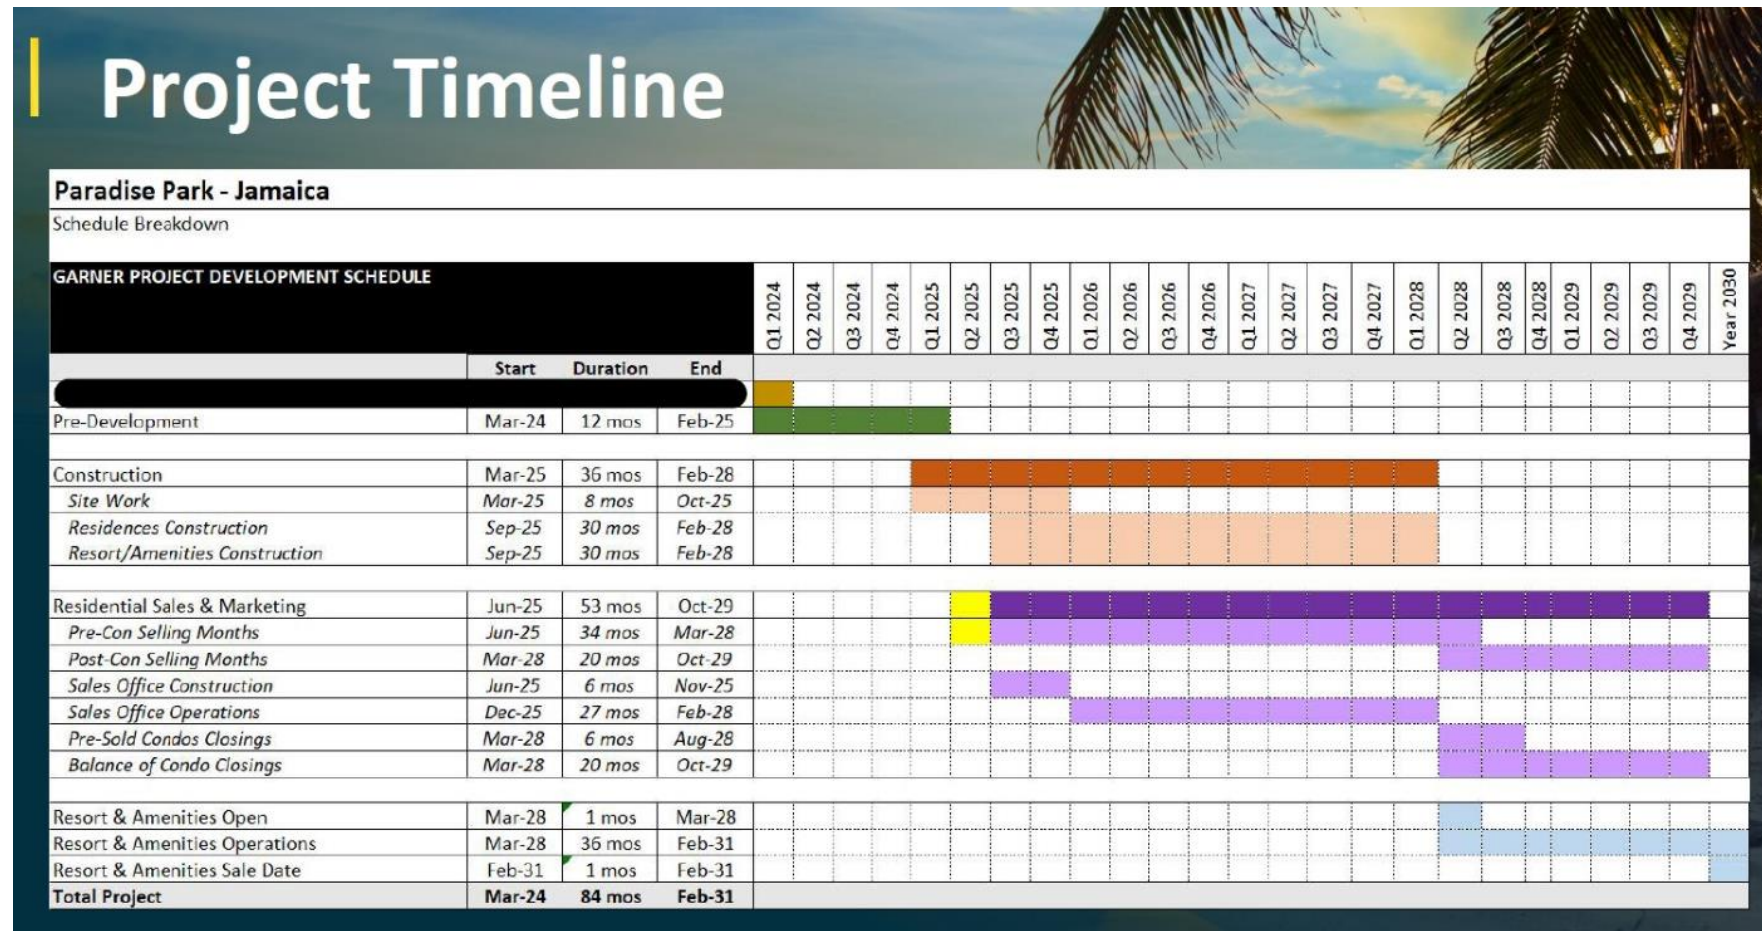 Project Timeline
Paradise Park - Jamaica
Schedule Breakdown
GARNER PROJECT DEVELOPMENT SCHEDULE Q1 2024 Q2 2024 Q3 2024 Q4 2024 Q1 2025 Q2 2025 Q3 2025 Q4 2025 Q1 2026 Q2 2026 Q3 2026 Q4 2026 Q1 2027 Q2 2027 Q3 2027 Q4 2027 Q1 2028 Q2 2028 Q3 2028 Q4 2028 Q1 2029 Q2 2029 Q3 2029 Q4 2029 Year 2030
Start Duration End
Pre-Development Mar-24 12 mos Feb-25
Construction Mar-25 36 mos Feb-28
Site Work Mar-25 8 mos Oct-25
Residences Construction Sep-25 30 mos Feb-28
Resort/Amenities Construction Sep-25 30 mos Feb-28
Residential Sales & Marketing Jun-25 53 mos Oct-29
Pre-Con Selling Months Jun-25 34 mos Mar-28
Post-Con Selling Months Mar-28 20 mos Oct-29
Sales Office Construction Jun-25 6 mos Nov-25
Sales Office Operations Dec-25 27 mos Feb-28
Pre-Sold Condos Closings Mar-28 6 mos Aug-28
Balance of Condo Closings Mar-28 20 mos Oct-29
Resort & Amenities Open Mar-28 1 mos Mar-28
Resort & Amenities Operations Mar-28 36 mos Feb-31
Resort & Amenities Sale Date Feb-31 1 mos Feb-31
Total Project Mar-24 84 mos Feb-31